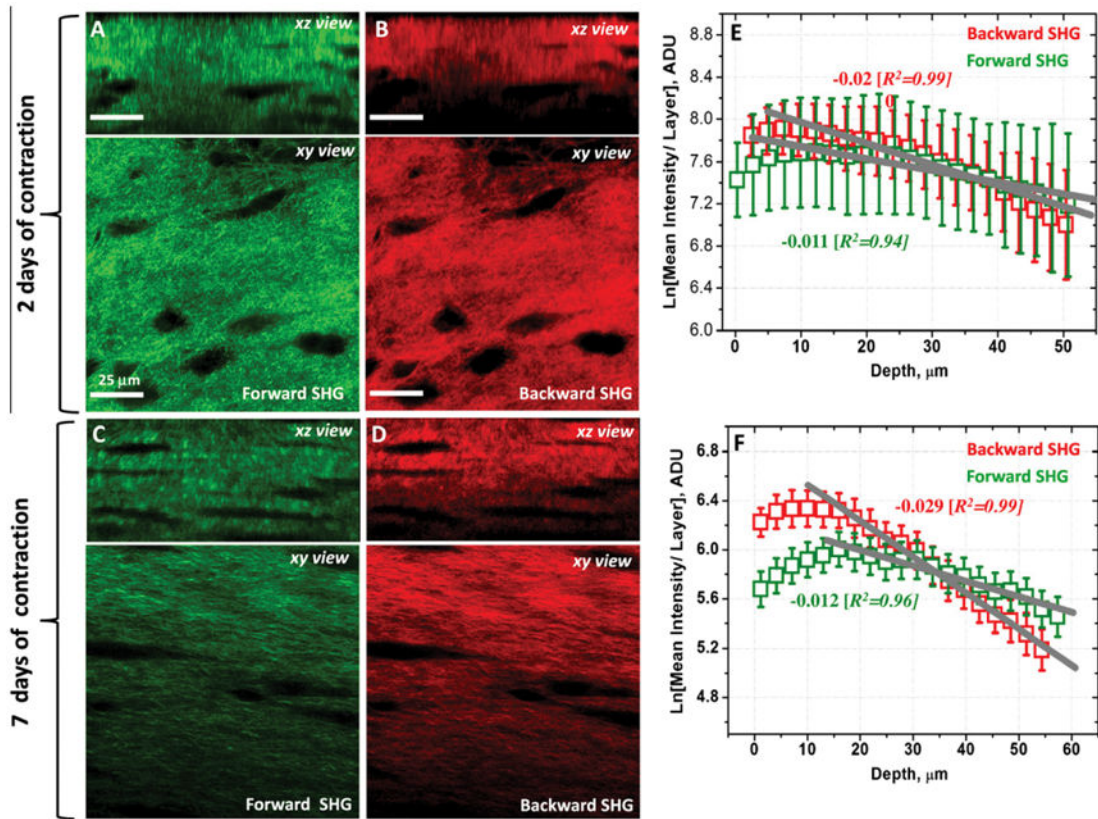 2 days of contraction
A
xz view
xy view
25 μm
Forward SHG
B
xz view
xy view
Backward SHG
7 days of contraction
C
xz view
xy view
Forward SHG
D
xz view
xy view
Backward SHG
E
Backward SHG
Forward SHG
-0.02 [R²=0.99]
0
-0.011 [R²=0.94]
Ln[Mean Intensity/ Layer], ADU
8.8
8.4
8.0
7.6
7.2
6.8
6.4
6.0
0 10 20 30 40 50
Depth, μm
F
Backward SHG
Forward SHG
-0.029 [R²=0.99]
-0.012 [R²=0.96]
Ln[Mean Intensity/ Layer], ADU
6.8
6.4
6.0
5.6
5.2
4.8
0 10 20 30 40 50 60
Depth, μm